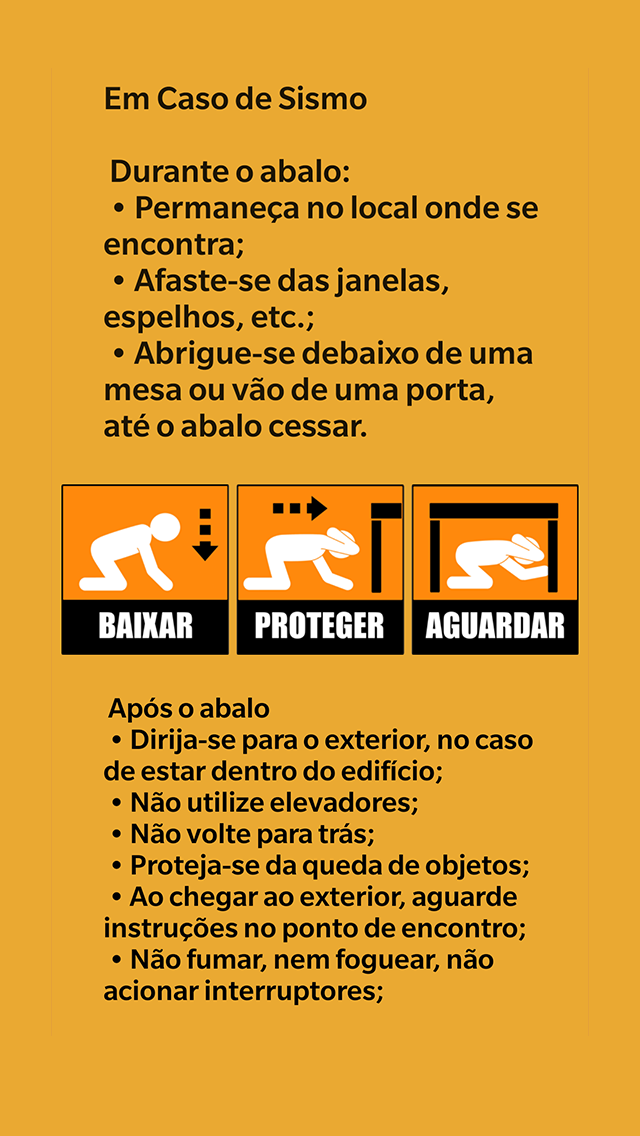 Em Caso de Sismo
Durante o abalo:
• Permaneça no local onde se
encontra;
• Afaste-se das janelas,
espelhos, etc.;
• Abrigue-se debaixo de uma
mesa ou vão de uma porta,
até o abalo cessar.
BAIXAR
PROTEGER
AGUARDAR
Após o abalo
• Dirija-se para o exterior, no caso
de estar dentro do edifício;
• Não utilize elevadores;
• Não volte para trás;
• Proteja-se da queda de objetos;
• Ao chegar ao exterior, aguarde
instruções no ponto de encontro;
• Não fumar, nem foguear, não
acionar interruptores;